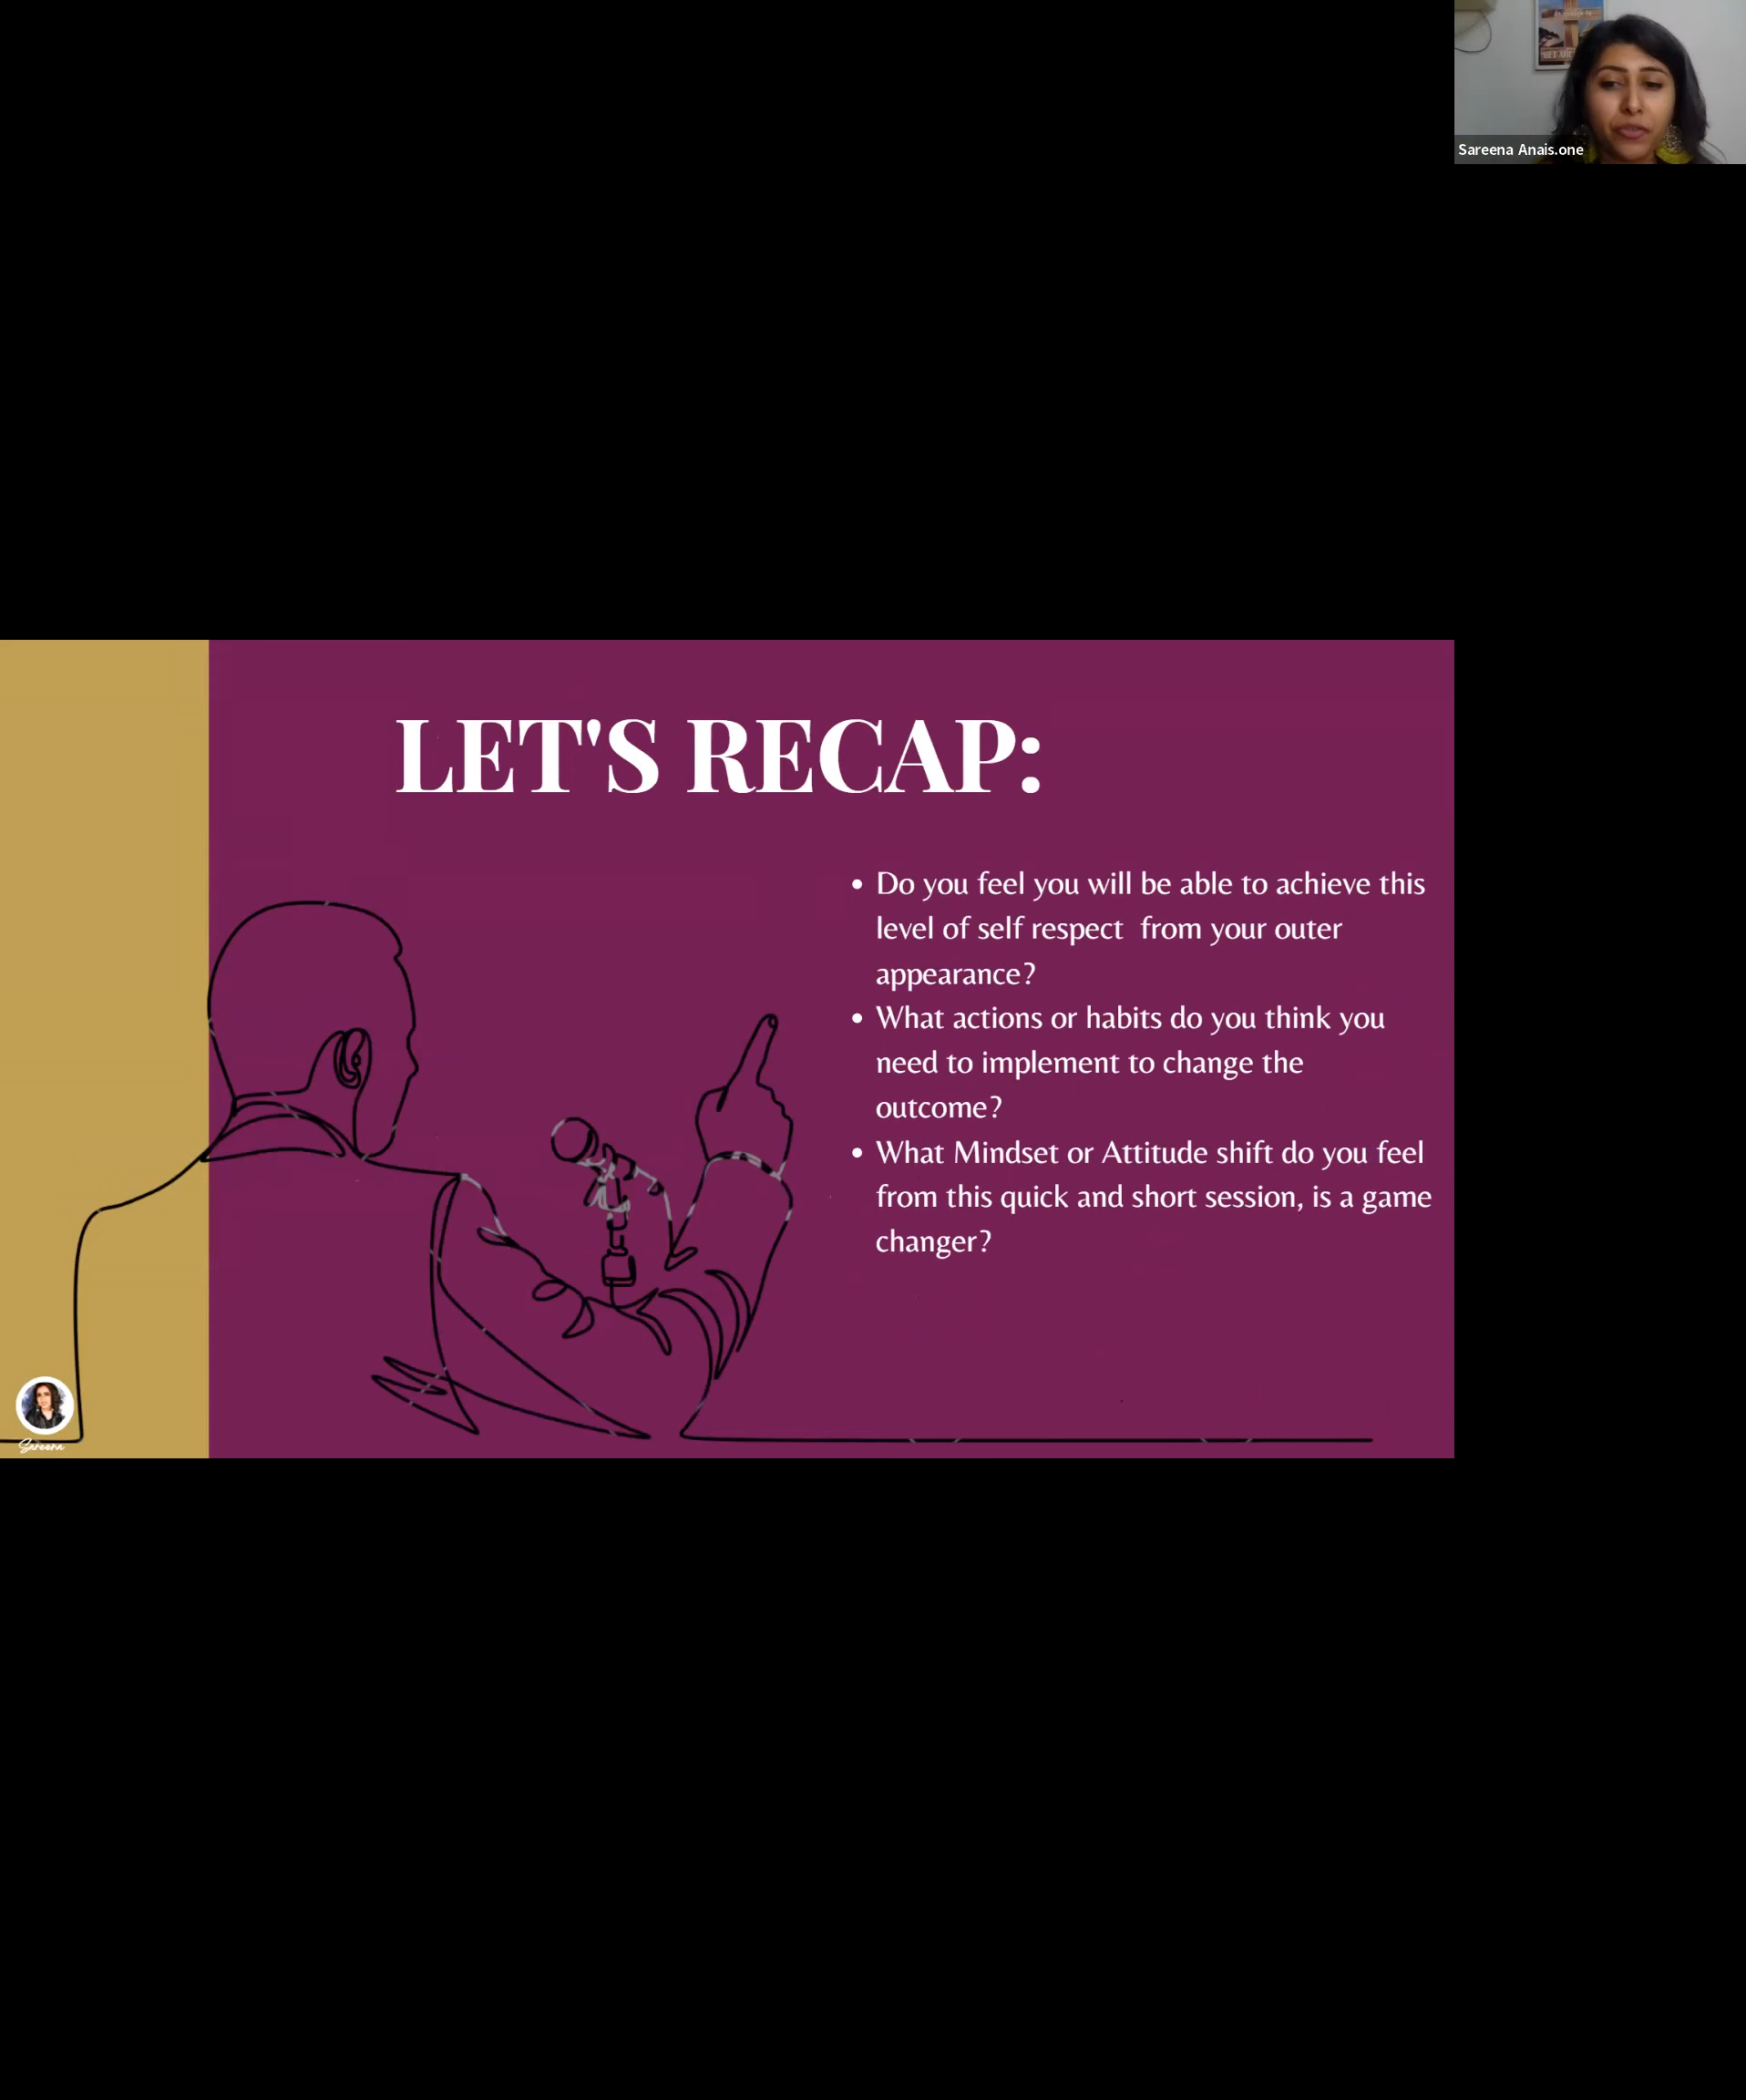 Sareena Anais.one
LET'S RECAP:
• Do you feel you will be able to achieve this
level of self respect  from your outer
appearance?
• What actions or habits do you think you
need to implement to change the
outcome?
• What Mindset or Attitude shift do you feel
from this quick and short session, is a game
changer?
Sareena